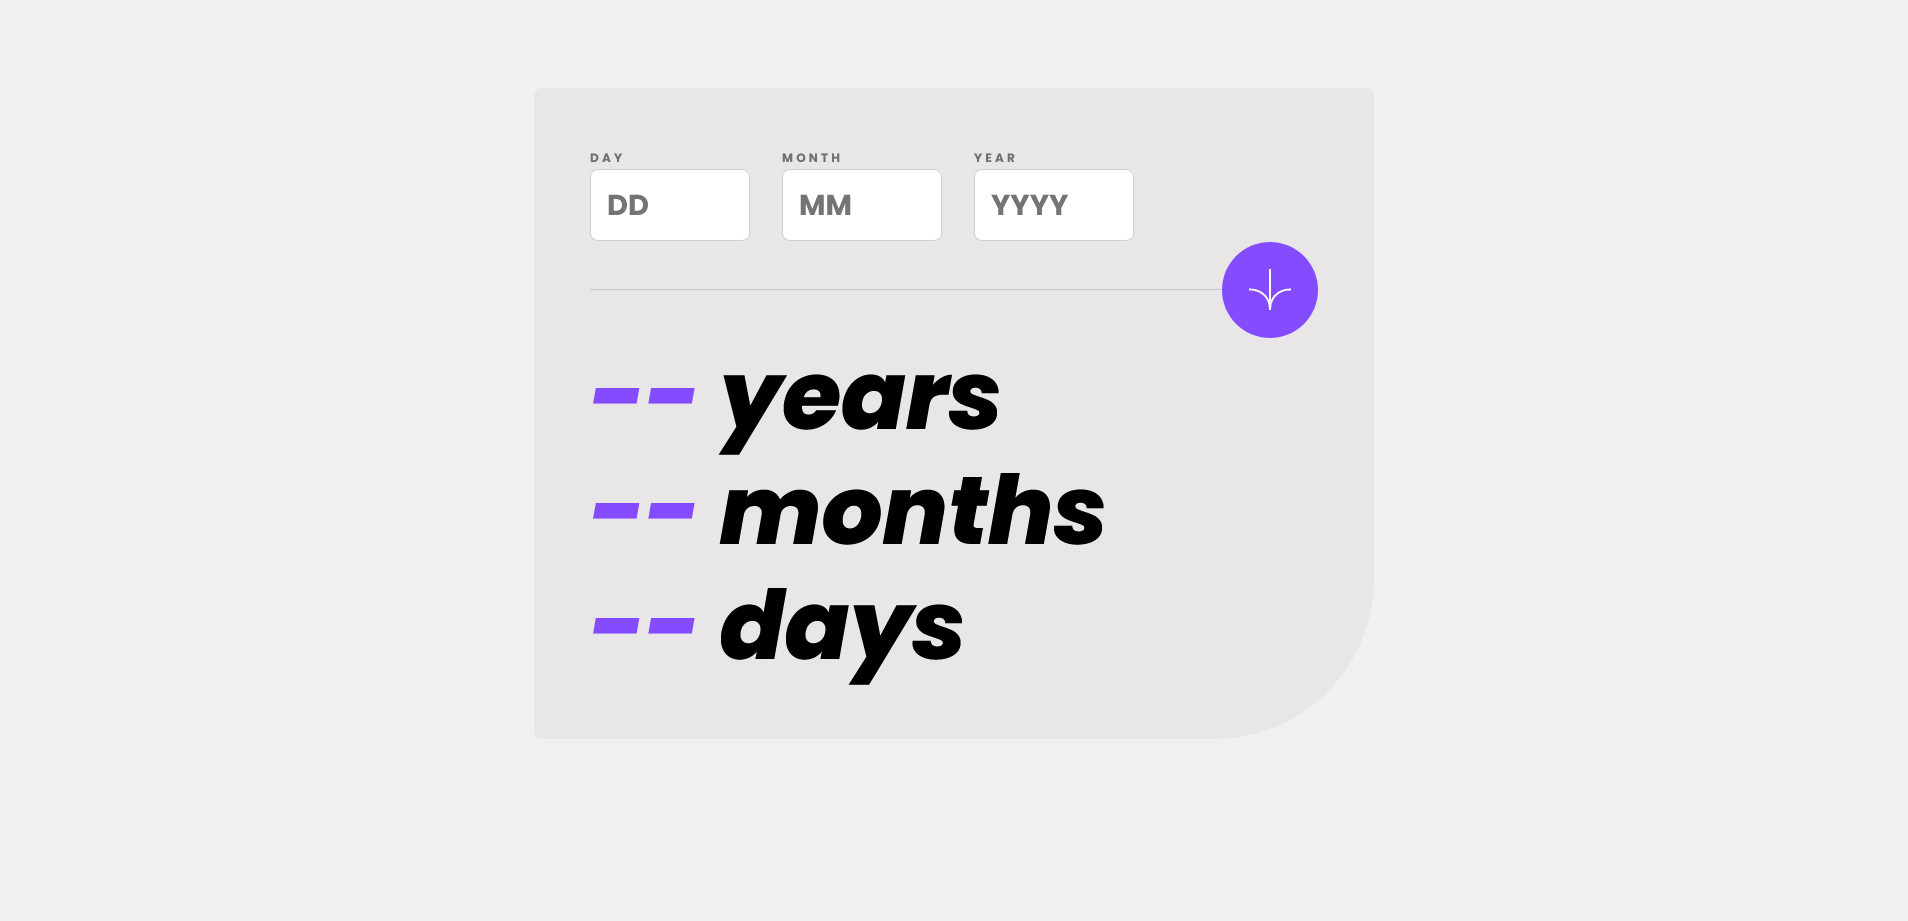 DAY MONTH YEAR
DD MM YYYY
-- years
-- months
-- days